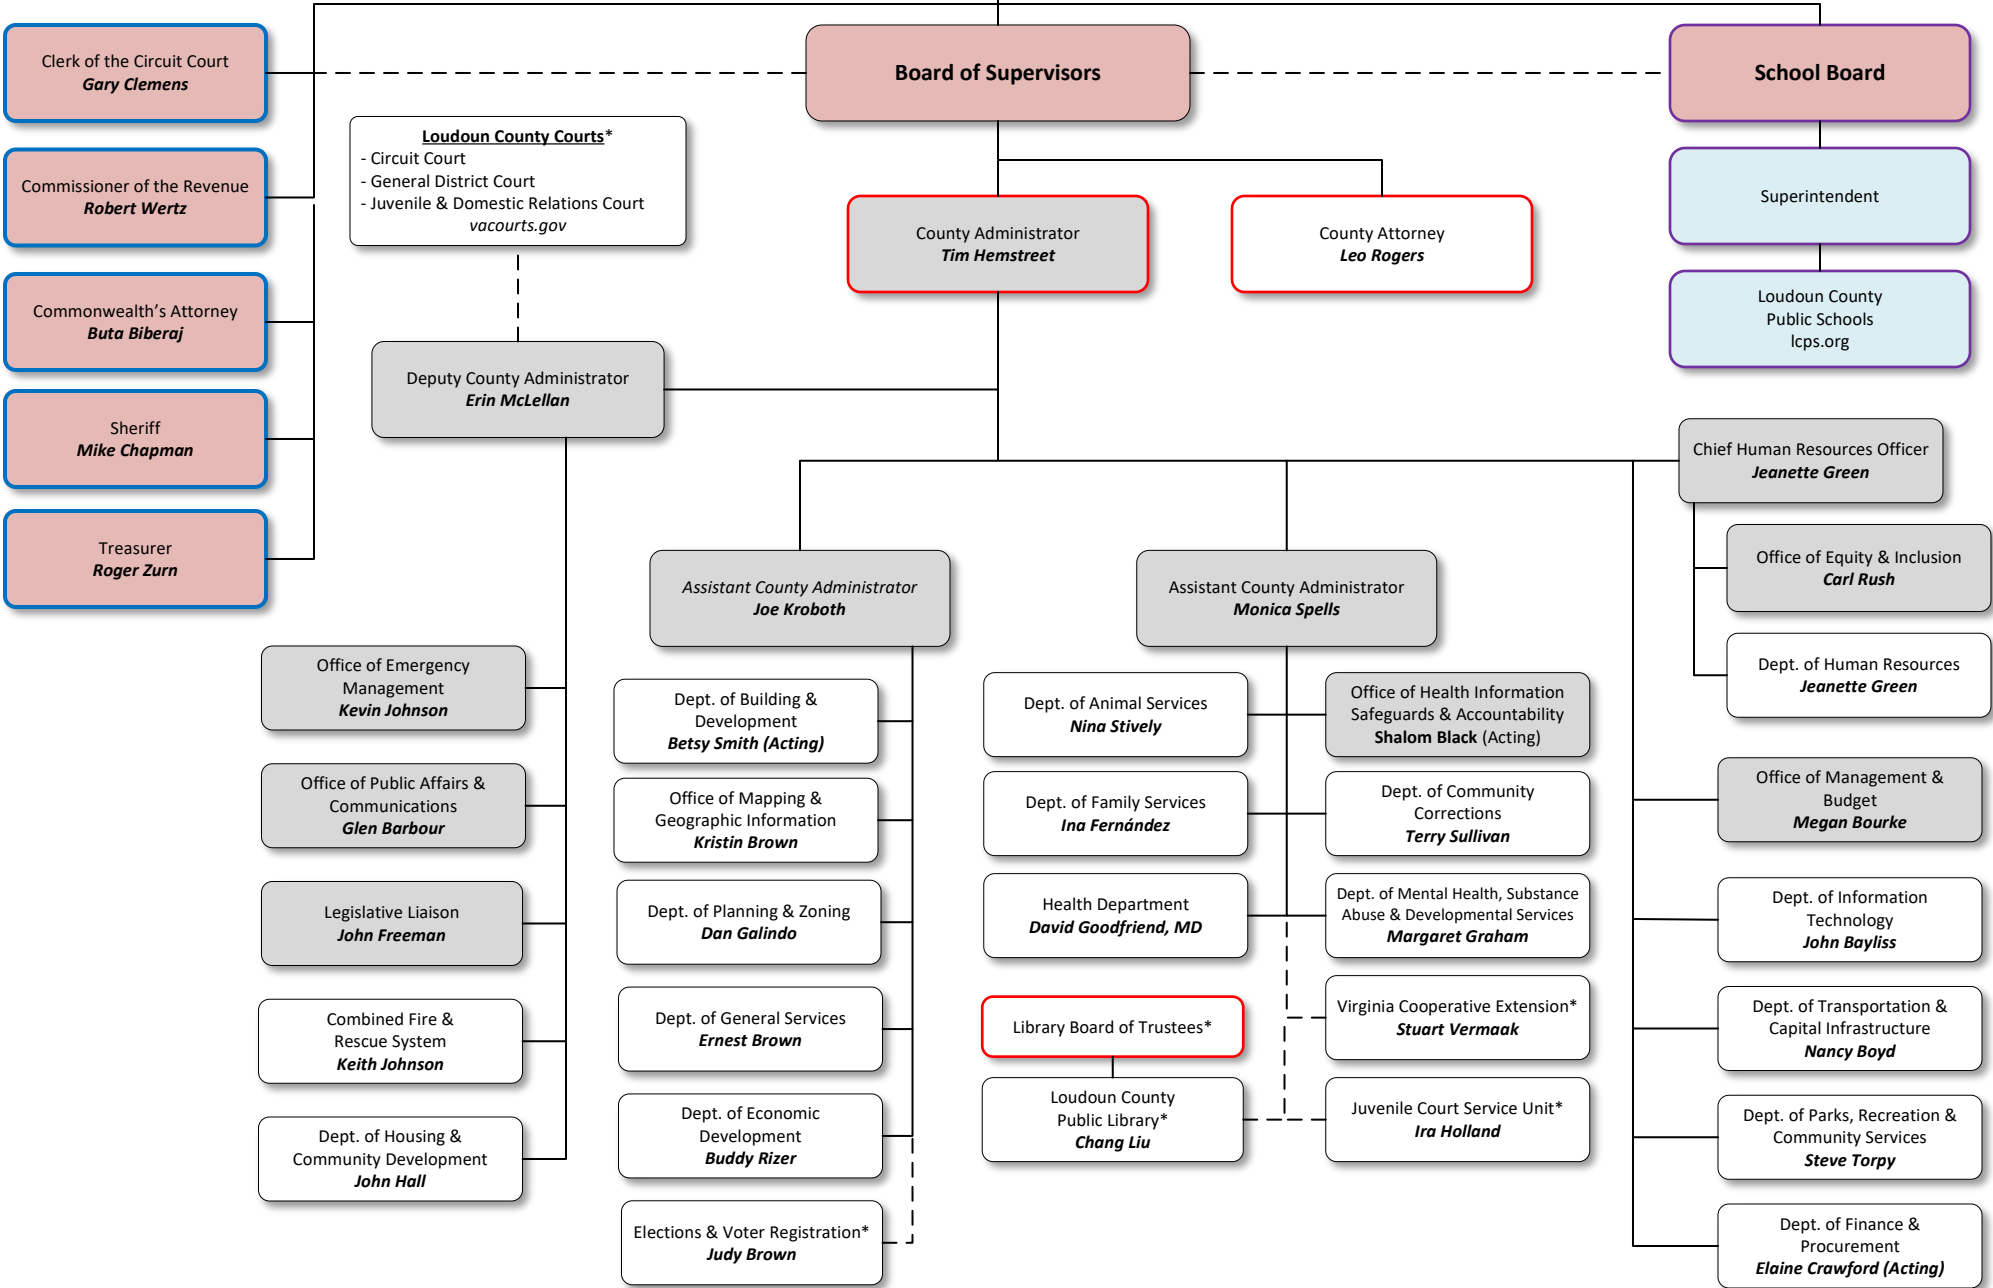 Clerk of the Circuit Court
Gary Clemens
Board of Supervisors
School Board
Loudoun County Courts*
- Circuit Court
- General District Court
- Juvenile & Domestic Relations Court
vacourts.gov
Commissioner of the Revenue
Robert Wertz
Superintendent
County Administrator
Tim Hemstreet
County Attorney
Leo Rogers
Commonwealth's Attorney
Buta Biberaj
Loudoun County
Public Schools
lcps.org
Deputy County Administrator
Erin McLellan
Sheriff
Mike Chapman
Chief Human Resources Officer
Jeanette Green
Treasurer
Roger Zurn
Assistant County Administrator
Joe Kroboth
Assistant County Administrator
Monica Spells
Office of Equity & Inclusion
Carl Rush
Dept. of Human Resources
Jeanette Green
Office of Emergency
Management
Kevin Johnson
Office of Public Affairs &
Communications
Glen Barbour
Legislative Liaison
John Freeman
Combined Fire &
Rescue System
Keith Johnson
Dept. of Housing &
Community Development
John Hall
Dept. of Building &
Development
Betsy Smith (Acting)
Office of Mapping &
Geographic Information
Kristin Brown
Dept. of Planning & Zoning
Dan Galindo
Dept. of General Services
Ernest Brown
Dept. of Economic
Development
Buddy Rizer
Elections & Voter Registration*
Judy Brown
Dept. of Animal Services
Nina Stively
Dept. of Family Services
Ina Fernández
Health Department
David Goodfriend, MD
Library Board of Trustees*
Loudoun County
Public Library*
Chang Liu
Office of Health Information
Safeguards & Accountability
Shalom Black (Acting)
Dept. of Community
Corrections
Terry Sullivan
Dept. of Mental Health, Substance
Abuse & Developmental Services
Margaret Graham
Virginia Cooperative Extension*
Stuart Vermaak
Juvenile Court Service Unit*
Ira Holland
Office of Management &
Budget
Megan Bourke
Dept. of Information
Technology
John Bayliss
Dept. of Transportation &
Capital Infrastructure
Nancy Boyd
Dept. of Parks, Recreation &
Community Services
Steve Torpy
Dept. of Finance &
Procurement
Elaine Crawford (Acting)